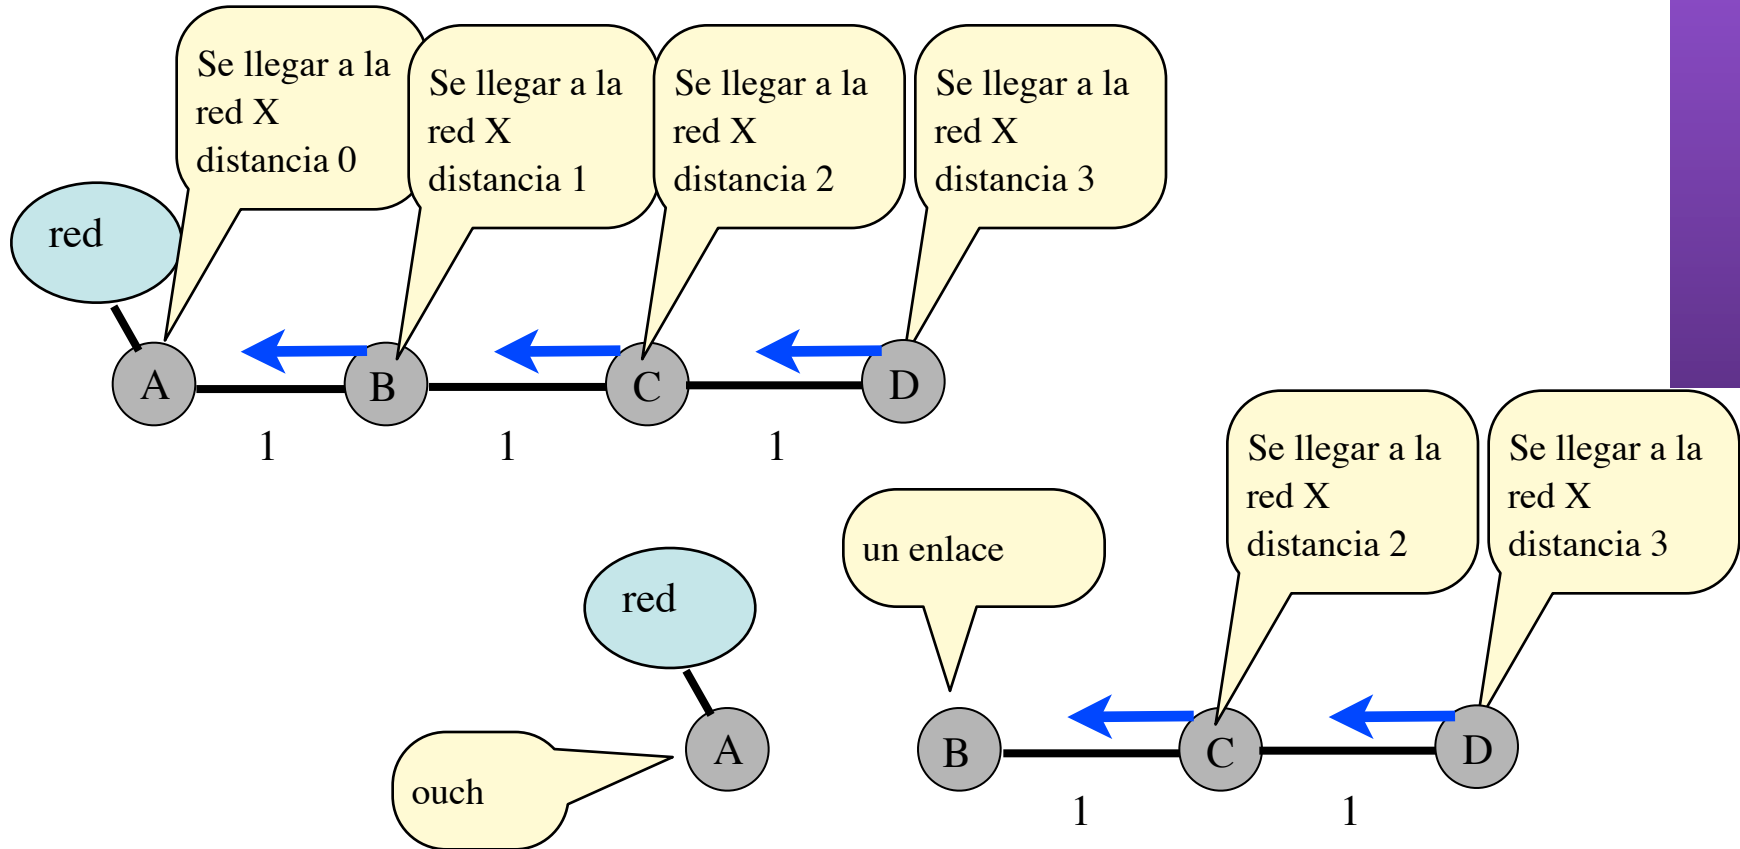 Se llegar a la
red X
distancia 0
Se llegar a la
red X
distancia 1
Se llegar a la
red X
distancia 2
Se llegar a la
red X
distancia 3
red
A
B
C
D
1
1
1
Se llegar a la
red X
distancia 2
Se llegar a la
red X
distancia 3
un enlace
red
A
B
C
D
ouch
1
1